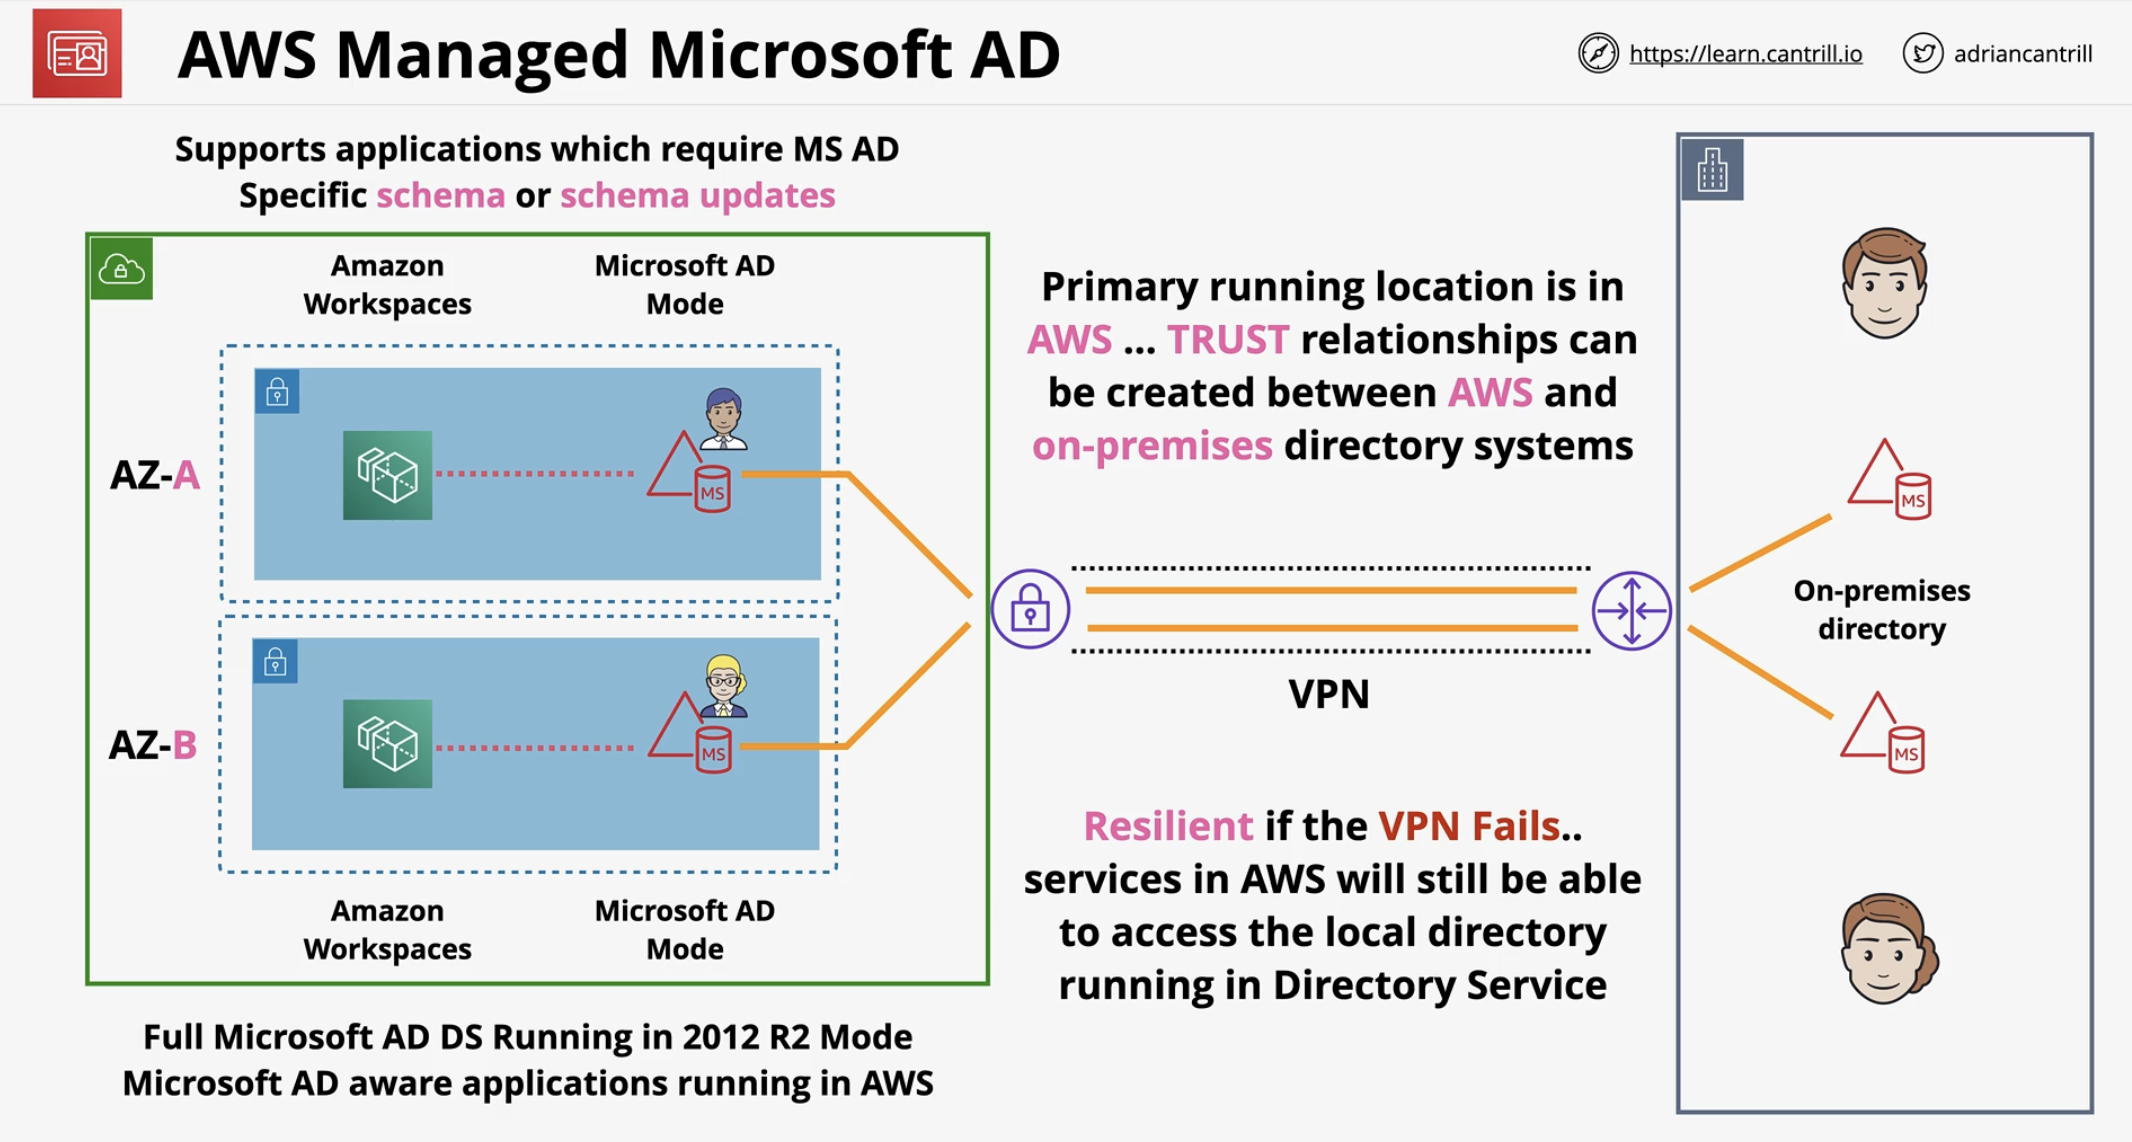 AWS Managed Microsoft AD
https://learn.cantrill.io
adriancantrill
Supports applications which require MS AD
Specific schema or schema updates
Amazon
Workspaces
Microsoft AD
Mode
AZ-A
MS
AZ-B
MS
Amazon
Workspaces
Microsoft AD
Mode
Full Microsoft AD DS Running in 2012 R2 Mode
Microsoft AD aware applications running in AWS
Primary running location is in
AWS ... TRUST relationships can
be created between AWS and
on-premises directory systems
VPN
Resilient if the VPN Fails..
services in AWS will still be able
to access the local directory
running in Directory Service
MS
On-premises
directory
MS